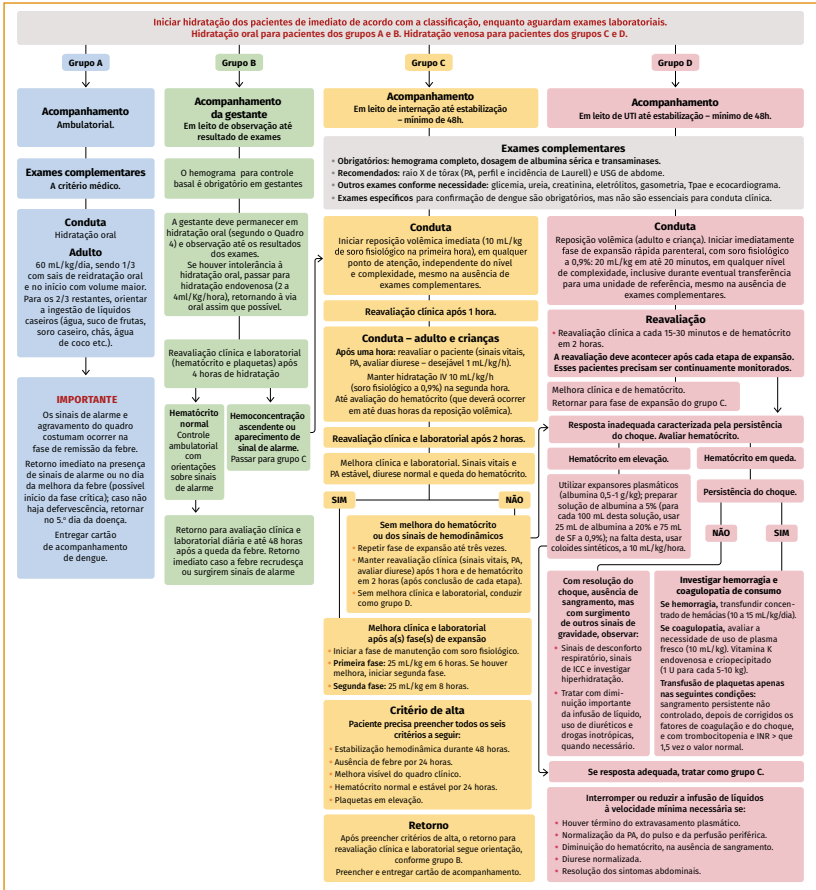 Iniciar hidratação dos pacientes de imediato de acordo com a classificação, enquanto aguardam exames laboratoriais.
Hidratação oral para pacientes dos grupos A e B. Hidratação venosa para pacientes dos grupos C e D.
Grupo A
Acompanhamento
Ambulatorial.
Exames complementares
A critério médico.
Conduta
Hidratação oral
Adulto
60 mL/kg/dia, sendo 1/3
com sais de reidratação oral
e no início com volume maior.
Para os 2/3 restantes, orientar
a ingestão de líquidos
caseiros (água, suco de frutas,
soro caseiro, chás, água
de coco etc.).
IMPORTANTE
Os sinais de alarme e
agravamento do quadro
costumam ocorrer na
fase de remissão da febre.
Retorno imediato na presença
de sinais de alarme ou no dia
da melhora da febre (possível
início da fase crítica); caso não
haja defervescência, retornar
no 5.º dia da doença.
Entregar cartão
de acompanhamento
de dengue.
Grupo B
Acompanhamento
da gestante
Em leito de observação até
resultado de exames
O hemograma para controle
basal é obrigatório em gestantes
A gestante deve permanecer em
hidratação oral (segundo o Quadro
4) e observação até os resultados
dos exames.
Se houver intolerância à
hidratação oral, passar para
hidratação endovenosa (2 a
4ml/Kg/hora), retornando à via
oral assim que possível.
Reavaliação clínica e laboratorial
(hematócrito e plaquetas) após
4 horas de hidratação
Hematócrito
normal
Controle
ambulatorial
com
orientações
sobre sinais
de alarme
Hemoconcentração
ascendente ou
aparecimento de
sinal de alarme.
Passar para grupo C
Retorno para avaliação clínica e
laboratorial diária e até 48 horas
após a queda da febre. Retorno
imediato caso a febre recrudesça
ou surgirem sinais de alarme
Grupo C
Acompanhamento
Em leito de internação até estabilização
– mínimo de 48h.
Grupo D
Acompanhamento
Em leito de UTI até estabilização – mínimo de 48h.
Exames complementares
• Obrigatórios: hemograma completo, dosagem de albumina sérica e transaminases.
• Recomendados: raio X de tórax (PA, perfil e incidência de Laurell) e USG de abdome.
• Outros exames conforme necessidade: glicemia, ureia, creatinina, eletrólitos, gasometria, Tpae e ecocardiograma.
• Exames específicos para confirmação de dengue são obrigatórios, mas não são essenciais para conduta clínica.
Conduta
Iniciar reposição volêmica imediata (10 mL/kg
de soro fisiológico na primeira hora), em qualquer
ponto de atenção, independente do nível
e complexidade, mesmo na ausência de
exames complementares.
Reavaliação clínica após 1 hora.
Conduta – adulto e crianças
Após uma hora: reavaliar o paciente (sinais vitais,
PA, avaliar diurese – desejável 1 mL/kg/h).
Manter hidratação IV 10 mL/kg/h
(soro fisiológico a 0,9%) na segunda hora.
Até avaliação do hematócrito (que deverá ocorrer
em até duas horas da reposição volêmica).
Reavaliação clínica e laboratorial após 2 horas.
Melhora clínica e laboratorial. Sinais vitais e
PA estável, diurese normal e queda do hematócrito.
SIM
NÃO
Sem melhora do hematócrito
ou dos sinais de hemodinâmicos
• Repetir fase de expansão até três vezes.
• Manter reavaliação clínica (sinais vitais, PA,
avaliar diurese) após 1 hora e de hematócrito
em 2 horas (após conclusão de cada etapa).
• Sem melhora clínica e laboratorial, conduzir
como grupo D.
Melhora clínica e laboratorial
após a(s) fase(s) de expansão
• Iniciar a fase de manutenção com soro fisiológico.
• Primeira fase: 25 mL/kg em 6 horas. Se houver
melhora, iniciar segunda fase.
• Segunda fase: 25 mL/kg em 8 horas.
Critério de alta
Paciente precisa preencher todos os seis
critérios a seguir:
• Estabilização hemodinâmica durante 48 horas.
• Ausência de febre por 24 horas.
• Melhora visível do quadro clínico.
• Hematócrito normal e estável por 24 horas.
• Plaquetas em elevação.
Retorno
Após preencher critérios de alta, o retorno para
reavaliação clínica e laboratorial segue orientação,
conforme grupo B.
Preencher e entregar cartão de acompanhamento.
Conduta
Reposição volêmica (adulto e criança). Iniciar imediatamente
fase de expansão rápida parenteral, com soro fisiológico
a 0,9%: 20 mL/kg em até 20 minutos, em qualquer nível
de complexidade, inclusive durante eventual transferência
para uma unidade de referência, mesmo na ausência de
exames complementares.
Reavaliação
• Reavaliação clínica a cada 15-30 minutos e de hematócrito
em 2 horas.
A reavaliação deve acontecer após cada etapa de expansão.
Esses pacientes precisam ser continuamente monitorados.
Melhora clínica e de hematócrito.
Retornar para fase de expansão do grupo C.
Resposta inadequada caracterizada pela persistência
do choque. Avaliar hematócrito.
Hematócrito em elevação.
Hematócrito em queda.
Utilizar expansores plasmáticos
(albumina 0,5-1 g/kg); preparar
solução de albumina a 5% (para
cada 100 mL desta solução, usar
25 mL de albumina a 20% e 75 mL
de SF a 0,9%); na falta desta, usar
coloides sintéticos, a 10 mL/kg/hora.
Persistência do choque.
NÃO
SIM
Com resolução do
choque, ausência de
sangramento, mas
com surgimento
de outros sinais de
gravidade, observar:
• Sinais de desconforto
respiratório, sinais
de ICC e investigar
hiperhidratação.
• Tratar com dimi-
nuição importante
da infusão de líquido,
uso de diuréticos e
drogas inotrópicas,
quando necessário.
Investigar hemorragia e
coagulopatia de consumo
Se hemorragia, transfundir concen-
trado de hemácias (10 a 15 mL/kg/dia).
Se coagulopatia, avaliar a
necessidade de uso de plasma
fresco (10 mL/kg). Vitamina K
endovenosa e criopecipitado
(1 U para cada 5-10 kg).
Transfusão de plaquetas apenas
nas seguintes condições:
sangramento persistente não
controlado, depois de corrigidos os
fatores de coagulação e do choque,
e com trombocitopenia e INR > que
1,5 vez o valor normal.
Se resposta adequada, tratar como grupo C.
Interromper ou reduzir a infusão de líquidos
à velocidade mínima necessária se:
• Houver término do extravasamento plasmático.
• Normalização da PA, do pulso e da perfusão periférica.
• Diminuição do hematócrito, na ausência de sangramento.
• Diurese normalizada.
• Resolução dos sintomas abdominais.